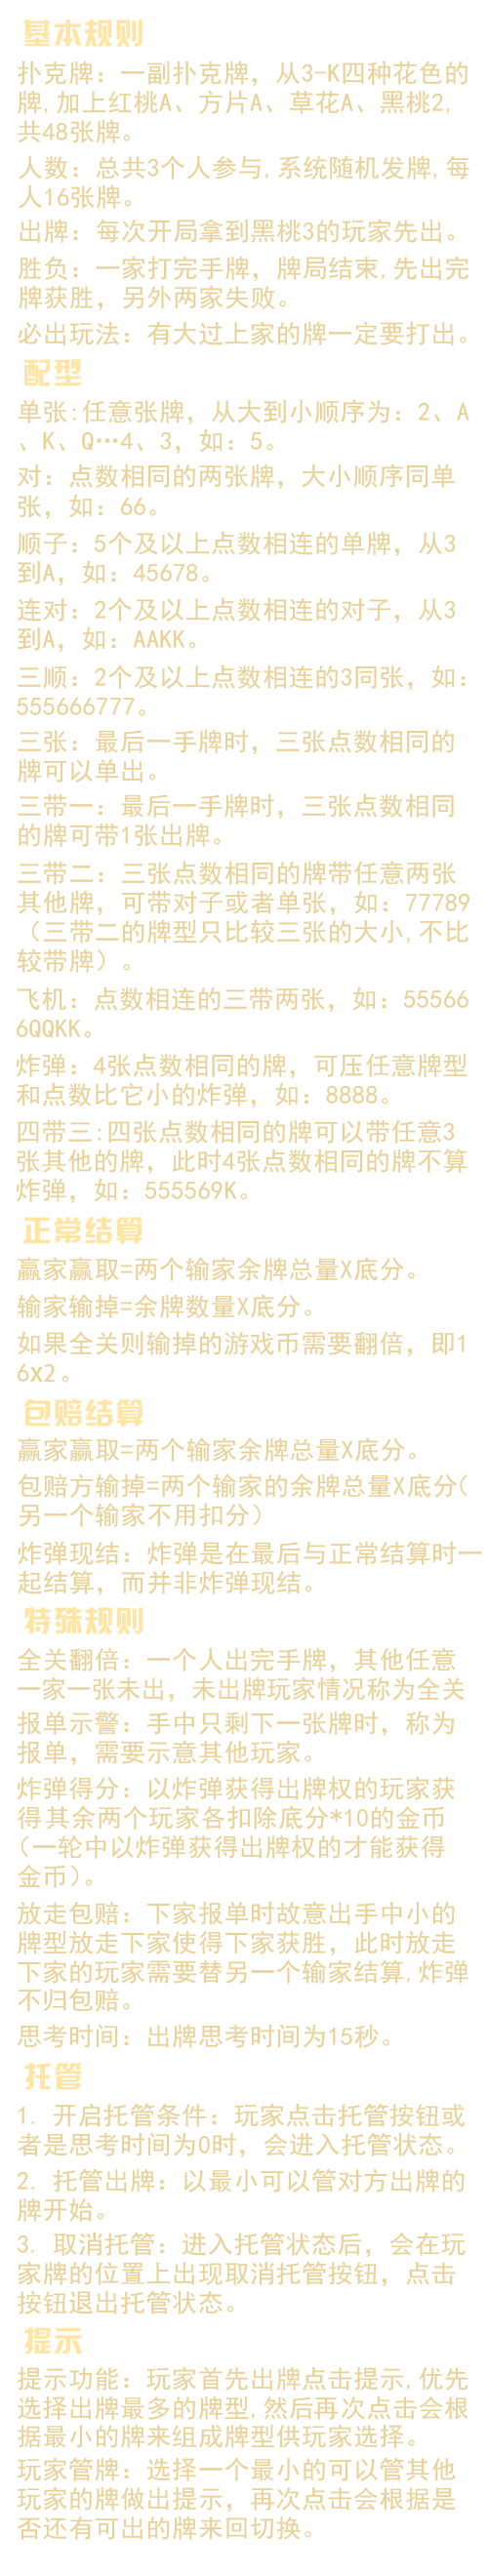 基本规则
扑克牌：一副扑克牌，从3-K四种花色的
牌,加上红桃A、方片A、草花A、黑桃2,
共48张牌。
人数：总共3个人参与,系统随机发牌,每
人16张牌。
出牌：每次开局拿到黑桃3的玩家先出。
胜负：一家打完手牌，牌局结束,先出完
牌获胜，另外两家失败。
必出玩法：有大过上家的牌一定要打出。
配型
单张:任意张牌，从大到小顺序为：2、A
、K、Q…4、3，如：5。
对：点数相同的两张牌，大小顺序同单
张，如：66。
顺子：5个及以上点数相连的单牌，从3
到A，如：45678。
连对：2个及以上点数相连的对子，从3
到A，如：AAKK。
三顺：2个及以上点数相连的3同张，如：
555666777。
三张：最后一手牌时，三张点数相同的
牌可以单出。
三带一：最后一手牌时，三张点数相同
的牌可带1张出牌。
三带二：三张点数相同的牌带任意两张
其他牌，可带对子或者单张，如：77789
（三带二的牌型只比较三张的大小,不比
较带牌）。
飞机：点数相连的三带两张，如：55566
6QQKK。
炸弹：4张点数相同的牌，可压任意牌型
和点数比它小的炸弹，如：8888。
四带三:四张点数相同的牌可以带任意3
张其他的牌，此时4张点数相同的牌不算
炸弹，如：555569K。
正常结算
赢家赢取=两个输家余牌总量X底分。
输家输掉=余牌数量X底分。
如果全关则输掉的游戏币需要翻倍，即1
6x2。
包赔结算
赢家赢取=两个输家余牌总量X底分。
包赔方输掉=两个输家的余牌总量X底分(
另一个输家不用扣分）
炸弹现结：炸弹是在最后与正常结算时一
起结算，而并非炸弹现结。
特殊规则
全关翻倍：一个人出完手牌，其他任意
一家一张未出，未出牌玩家情况称为全关
报单示警：手中只剩下一张牌时，称为
报单，需要示意其他玩家。
炸弹得分：以炸弹获得出牌权的玩家获
得其余两个玩家各扣除底分*10的金币
(一轮中以炸弹获得出牌权的才能获得
金币)。
放走包赔：下家报单时故意出手中小的
牌型放走下家使得下家获胜，此时放走
下家的玩家需要替另一个输家结算,炸弹
不归包赔。
思考时间：出牌思考时间为15秒。
托管
1. 开启托管条件：玩家点击托管按钮或
者是思考时间为0时，会进入托管状态。
2. 托管出牌：以最小可以管对方出牌的
牌开始。
3. 取消托管：进入托管状态后，会在玩
家牌的位置上出现取消托管按钮，点击
按钮退出托管状态。
提示
提示功能：玩家首先出牌点击提示,优先
选择出牌最多的牌型,然后再次点击会根
据最小的牌来组成牌型供玩家选择。
玩家管牌：选择一个最小的可以管其他
玩家的牌做出提示，再次点击会根据是
否还有可出的牌来回切换。